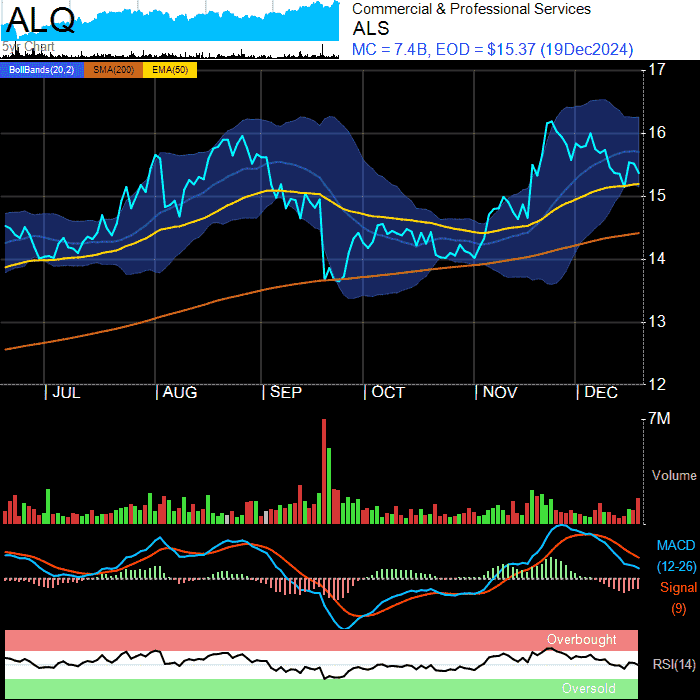 ALQ
5yr Chart
Commercial & Professional Services
ALS
MC = 7.4B, EOD = $15.37 (19Dec2024)
BollBands(20,2) SMA(200) EMA(50)
17
16
15
14
13
12
JUL AUG SEP OCT NOV DEC
7M
Volume
MACD
(12-26)
Signal
(9)
Overbought
RSI(14)
Oversold